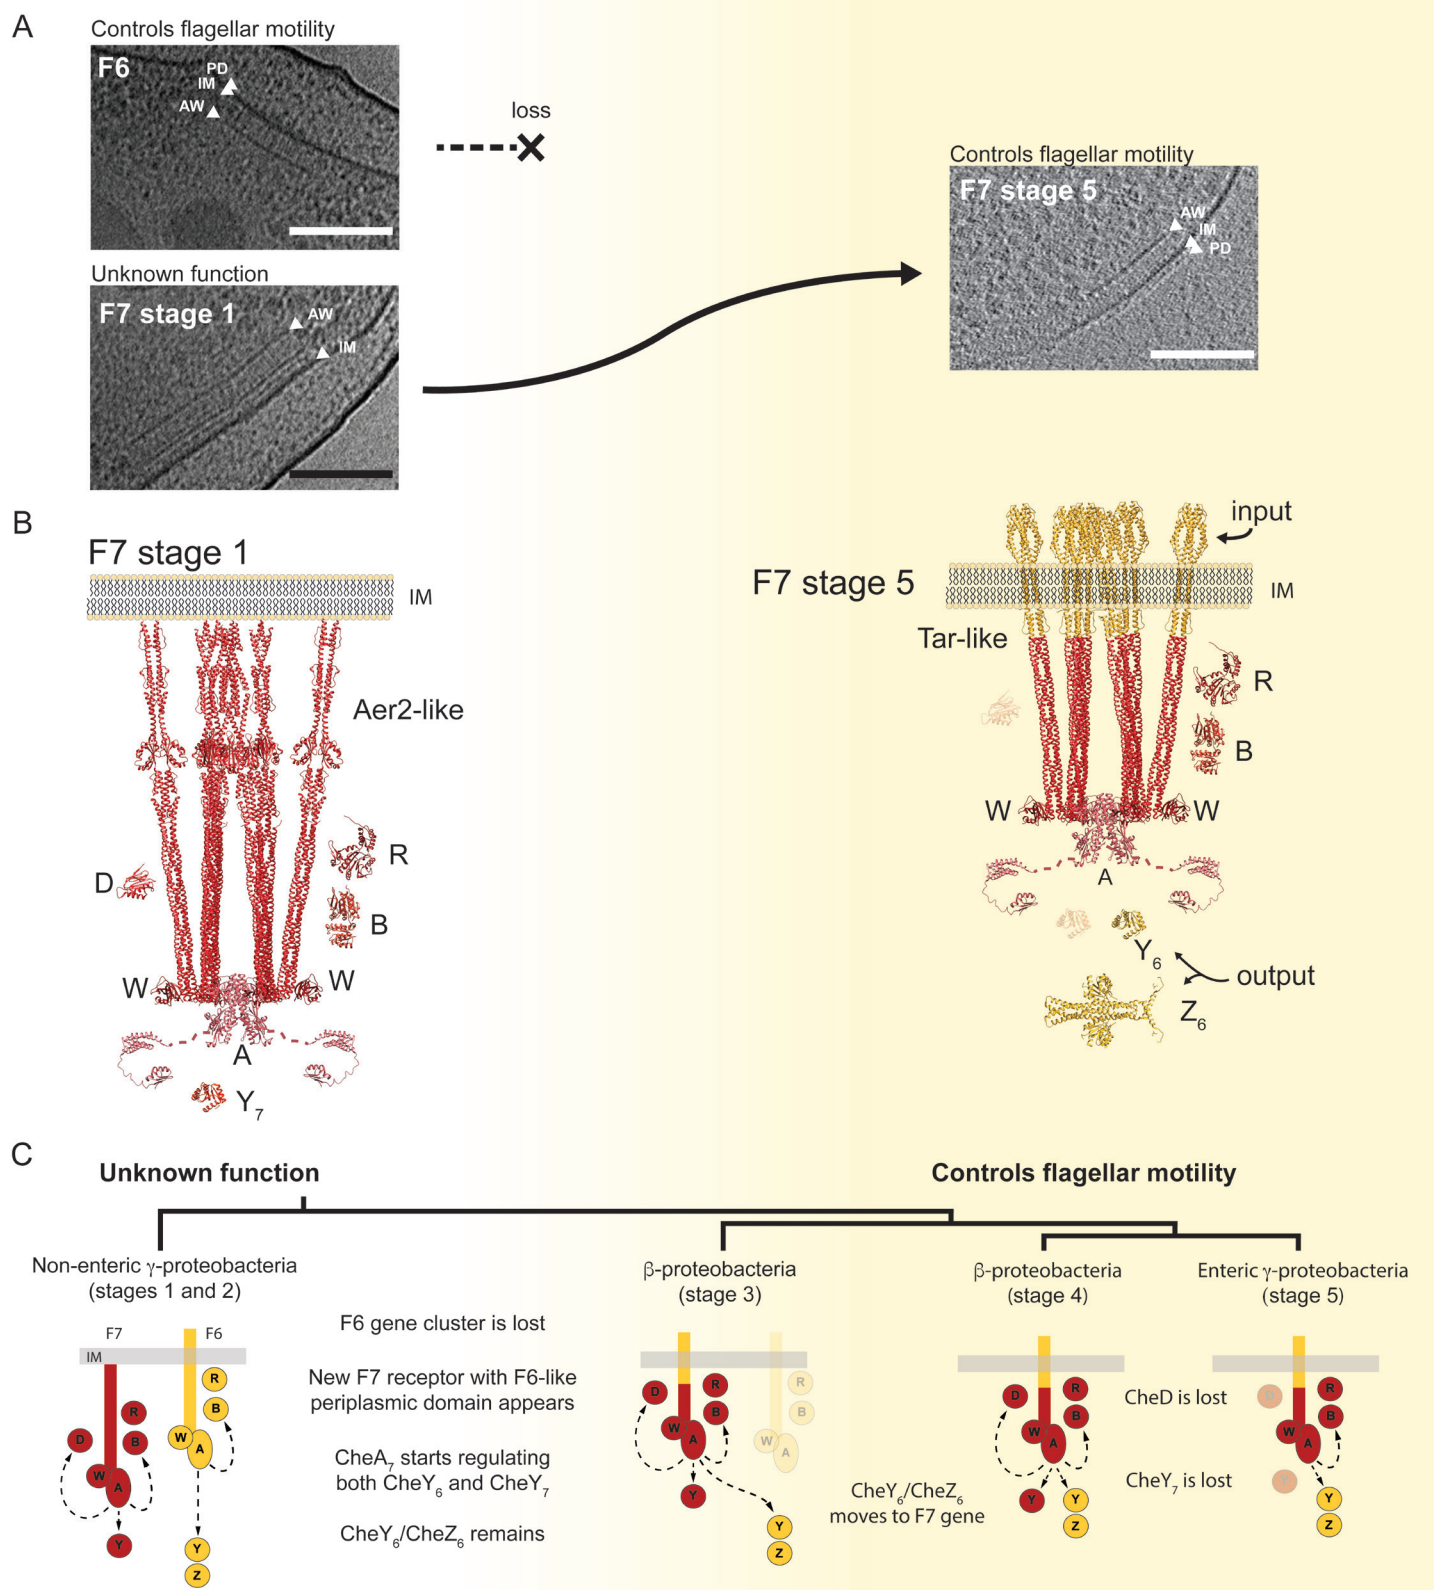 A
Controls flagellar motility
F6
PD
IM
AW
loss
Unknown function
F7 stage 1
AW
IM
Controls flagellar motility
F7 stage 5
AW
IM
PD
B
F7 stage 1
IM
Aer2-like
D
R
B
W
W
A
Y7
F7 stage 5
input
IM
Tar-like
R
B
W
W
A
Y6
output
Z6
C
Unknown function
Controls flagellar motility
Non-enteric γ-proteobacteria
(stages 1 and 2)
F7
F6
IM
R
B
R
D
B
W
A
W
A
Y
Y
Z
F6 gene cluster is lost
New F7 receptor with F6-like
periplasmic domain appears
CheA7 starts regulating
both CheY6 and CheY7
CheY6/CheZ6 remains
β-proteobacteria
(stage 3)
D
R
B
W
A
Y
R
B
W
A
Y
Z
CheY6/CheZ6
moves to F7 gene
β-proteobacteria
(stage 4)
D
R
B
W
A
Y
Y
Z
CheD is lost
CheY7 is lost
Enteric γ-proteobacteria
(stage 5)
D
R
B
W
A
Y
Y
Z